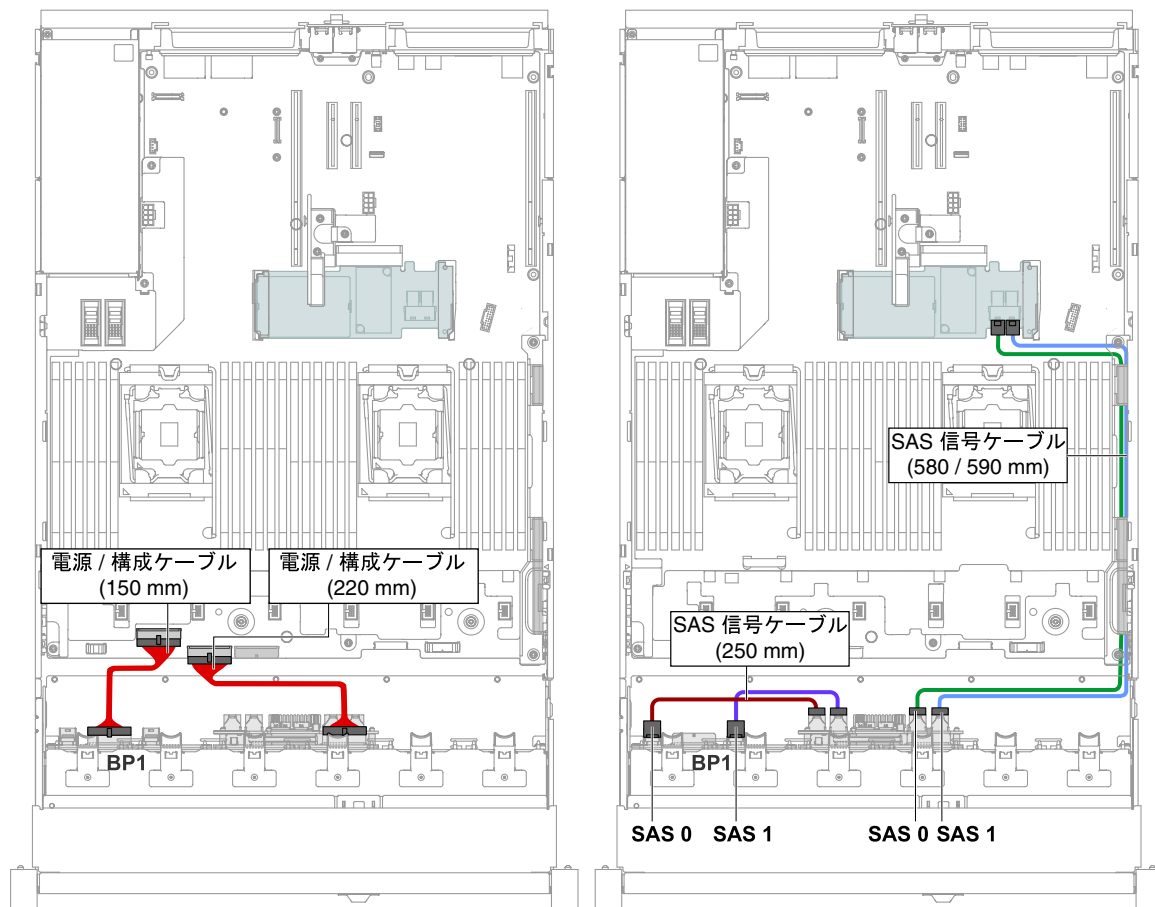 電源 / 構成ケーブル
(150 mm)
電源 / 構成ケーブル
(220 mm)
BP1
SAS 信号ケーブル
(580 / 590 mm)
SAS 信号ケーブル
(250 mm)
BP1
SAS 0
SAS 1
SAS 0
SAS 1